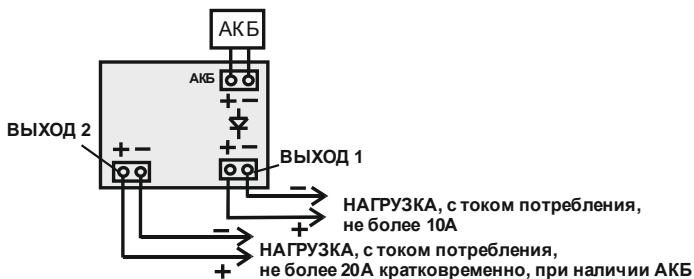 АКБ
АКБ
+ −
ВЫХОД 2
+ −
+ −
ВЫХОД 1
−
НАГРУЗКА, с током потребления,
+
не более 10А
−
НАГРУЗКА, с током потребления,
+
не более 20А кратковременно, при наличии АКБ